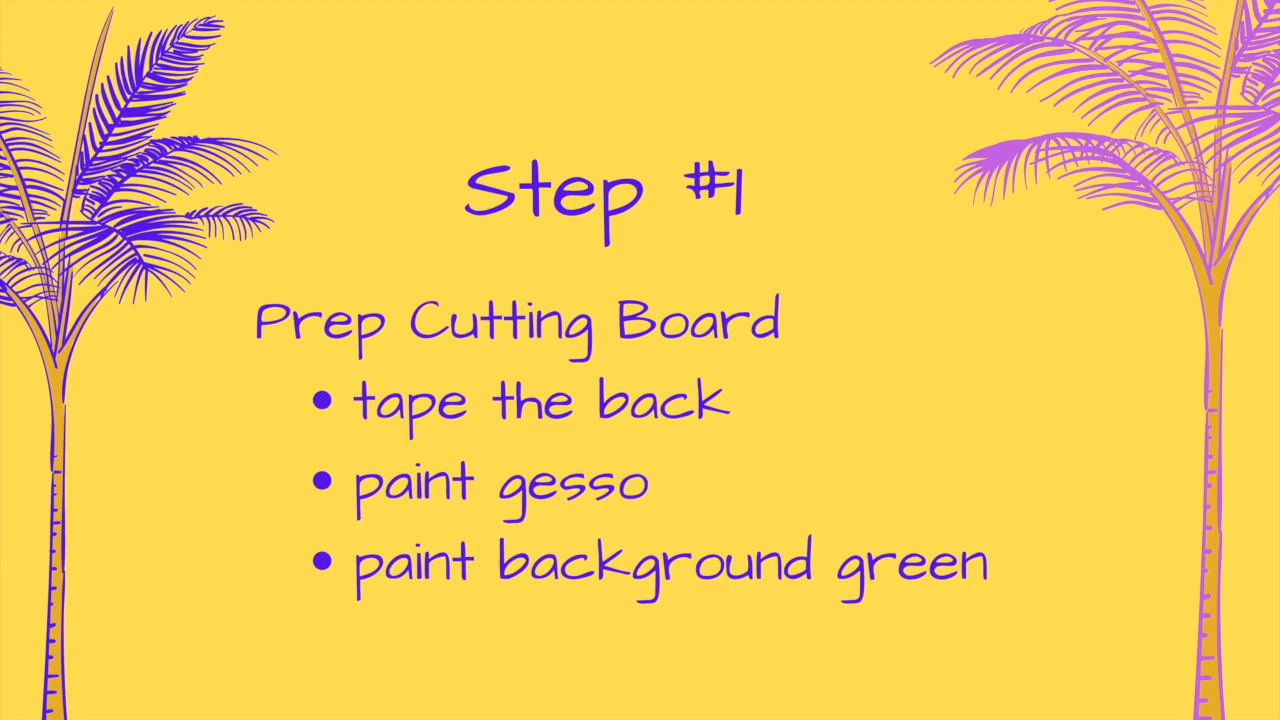 Step #1
Prep Cutting Board
• tape the back
• paint gesso
• paint background green